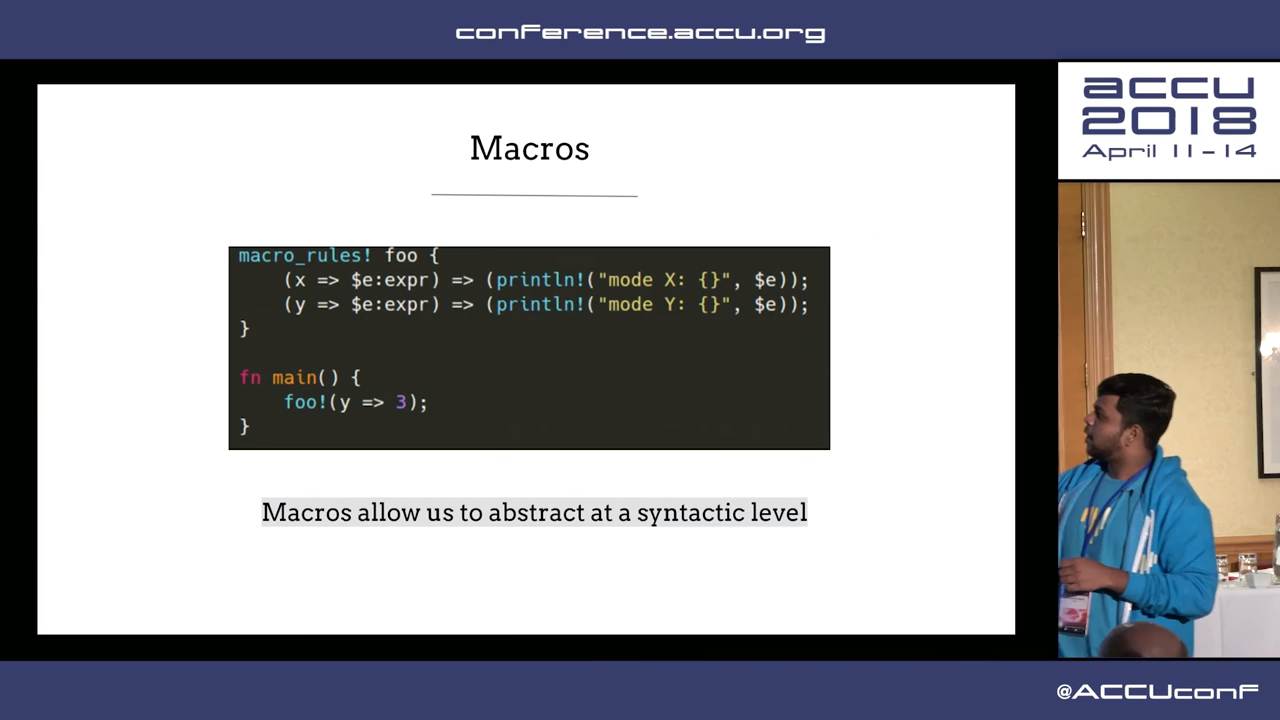 conference.accu.org
accu
2018
April 11-14
Macros
macro_rules! foo {
(x => $e:expr) => (println!("mode X: {}", $e));
(y => $e:expr) => (println!("mode Y: {}", $e));
}
fn main() {
foo!(y => 3);
}
Macros allow us to abstract at a syntactic level
@ACCUconf